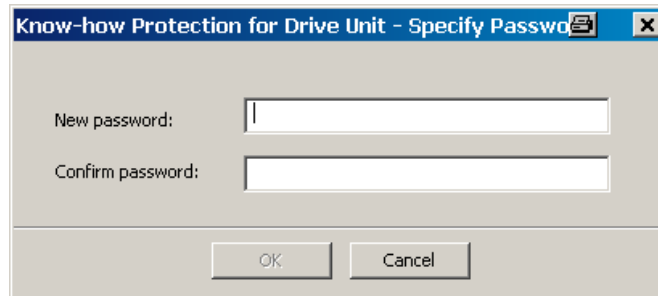 Know-how Protection for Drive Unit - Specify Passwo
New password:
Confirm password:
OK Cancel